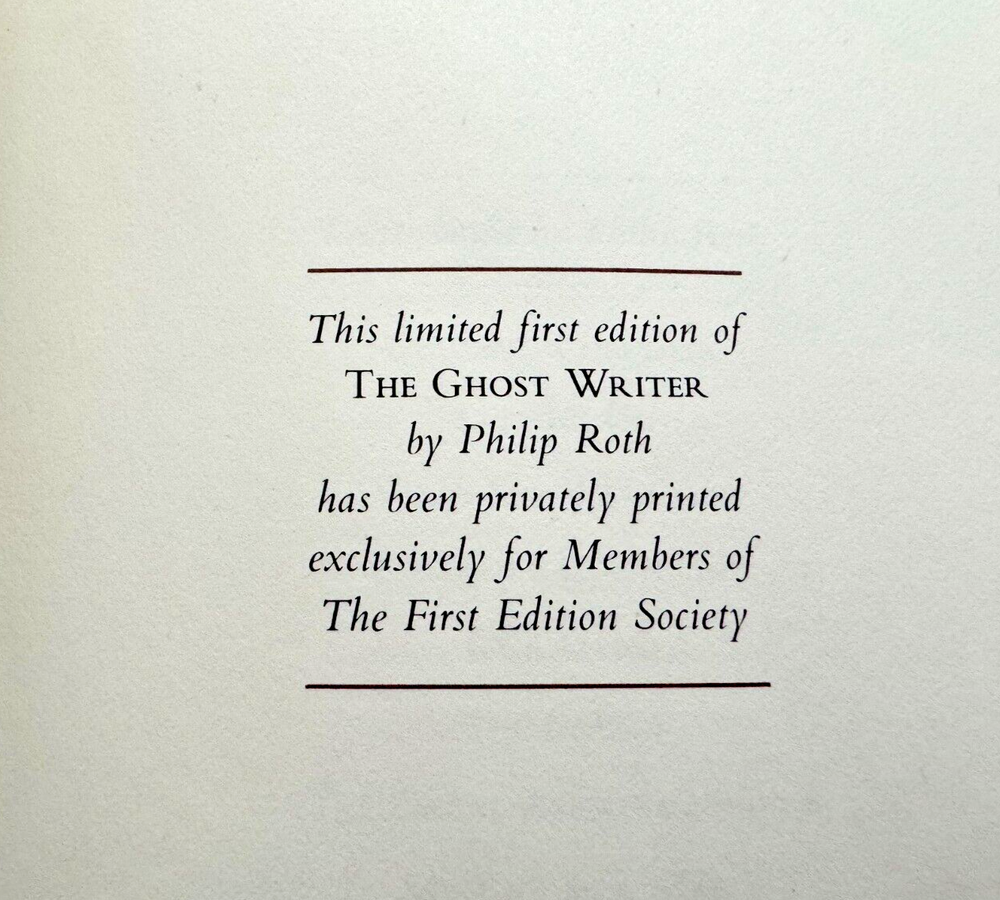 This limited first edition of
THE GHOST WRITER
by Philip Roth
has been privately printed
exclusively for Members of
The First Edition Society